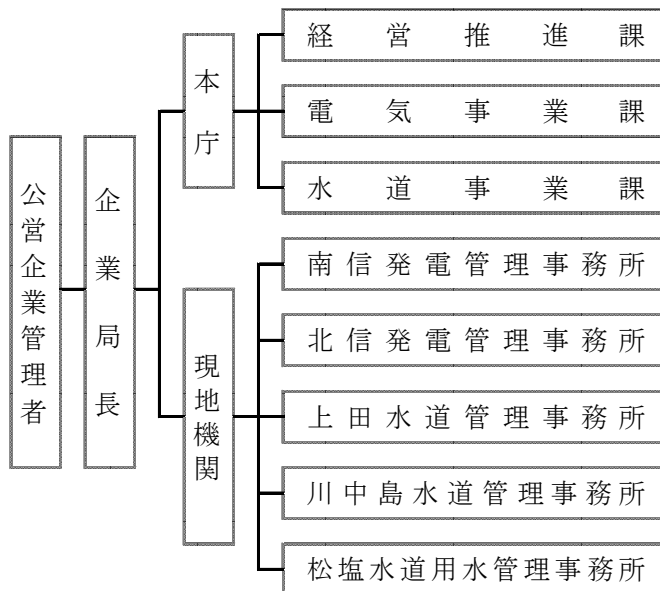 公営企業管理者
企業局長
本庁
経営推進課
電気事業課
水道事業課
現地機関
南信発電管理事務所
北信発電管理事務所
上田水道管理事務所
川中島水道管理事務所
松塩水道用水管理事務所